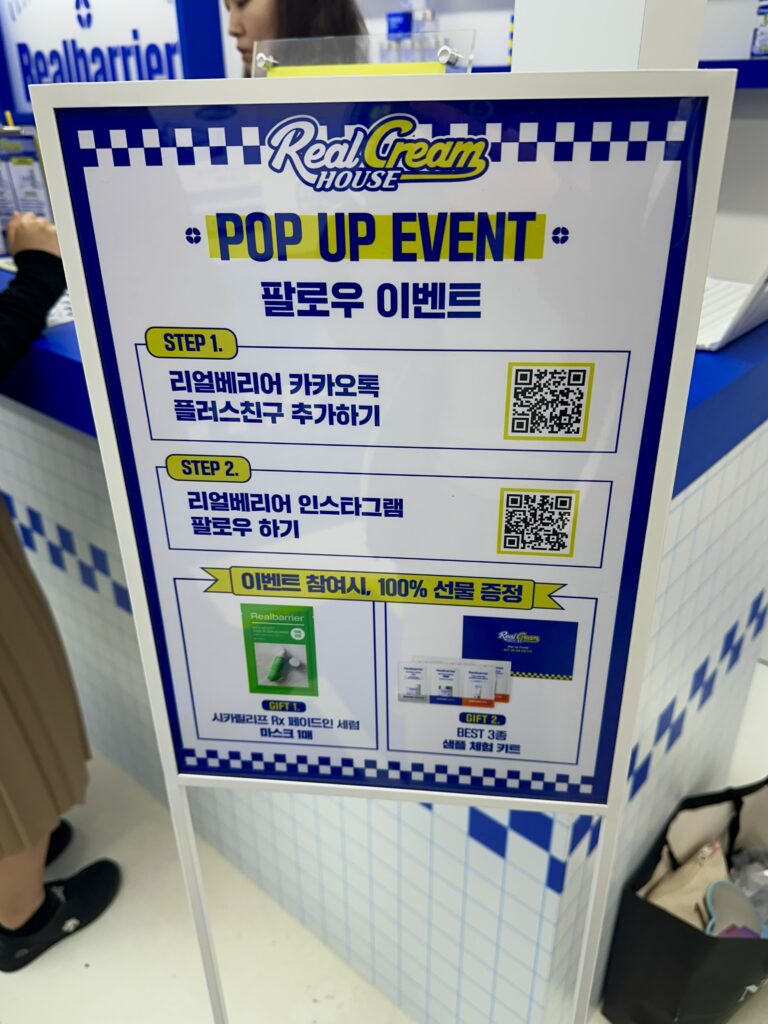 Realbarrier
Real Cream
HOUSE
POP UP EVENT
팔로우 이벤트
STEP 1.
리얼베리어 카카오톡
플러스친구 추가하기
STEP 2.
리얼베리어 인스타그램
팔로우 하기
이벤트 참여시, 100% 선물 증정
Realbarrier
GIFT 1.
시카릴리프 Rx 페이드인 세럼
마스크 1매
Real Cream
Realbarrier
Realbarrier
Realbarrier
GIFT 2.
BEST 3종
샘플 체험 키트